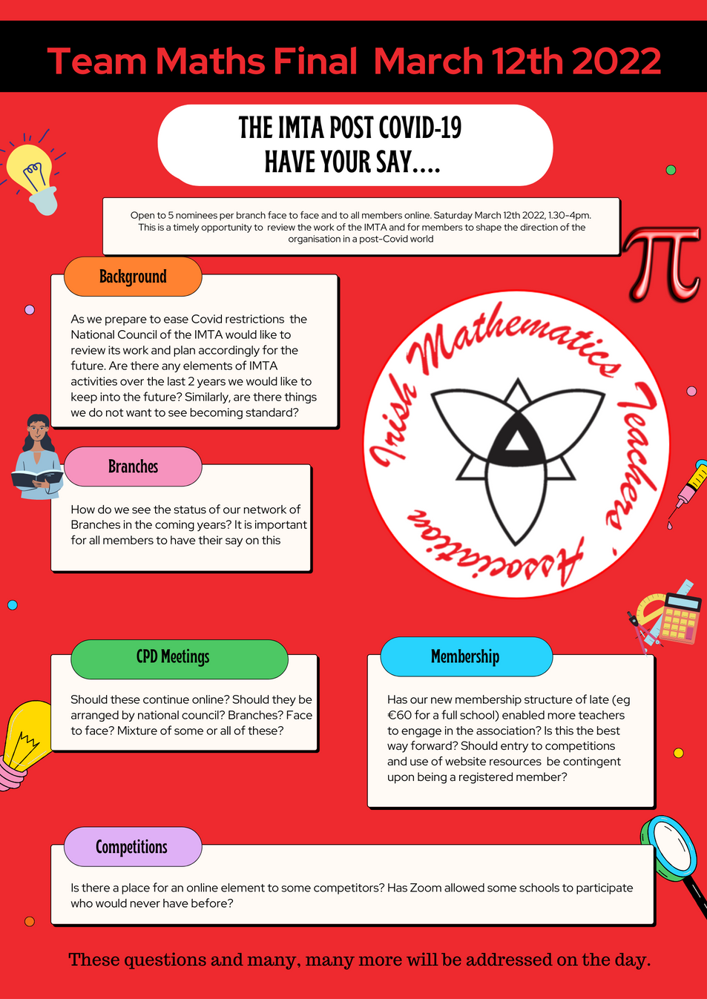 Team Maths Final March 12th 2022
THE IMTA POST COVID-19
HAVE YOUR SAY....
Open to 5 nominees per branch face to face and to all members online. Saturday March 12th 2022, 1.30-4pm.
This is a timely opportunity to review the work of the IMTA and for members to shape the direction of the
organisation in a post-Covid world
Background
As we prepare to ease Covid restrictions the
National Council of the IMTA would like to
review its work and plan accordingly for the
future. Are there any elements of IMTA
activities over the last 2 years we would like to
keep into the future? Similarly, are there things
we do not want to see becoming standard?
π
Irish Mathematics Teachers' Association
Branches
How do we see the status of our network of
Branches in the coming years? It is important
for all members to have their say on this
CPD Meetings
Should these continue online? Should they be
arranged by national council? Branches? Face
to face? Mixture of some or all of these?
Membership
Has our new membership structure of late (eg
€60 for a full school) enabled more teachers
to engage in the association? Is this the best
way forward? Should entry to competitions
and use of website resources be contingent
upon being a registered member?
Competitions
Is there a place for an online element to some competitors? Has Zoom allowed some schools to participate
who would never have before?
These questions and many, many more will be addressed on the day.